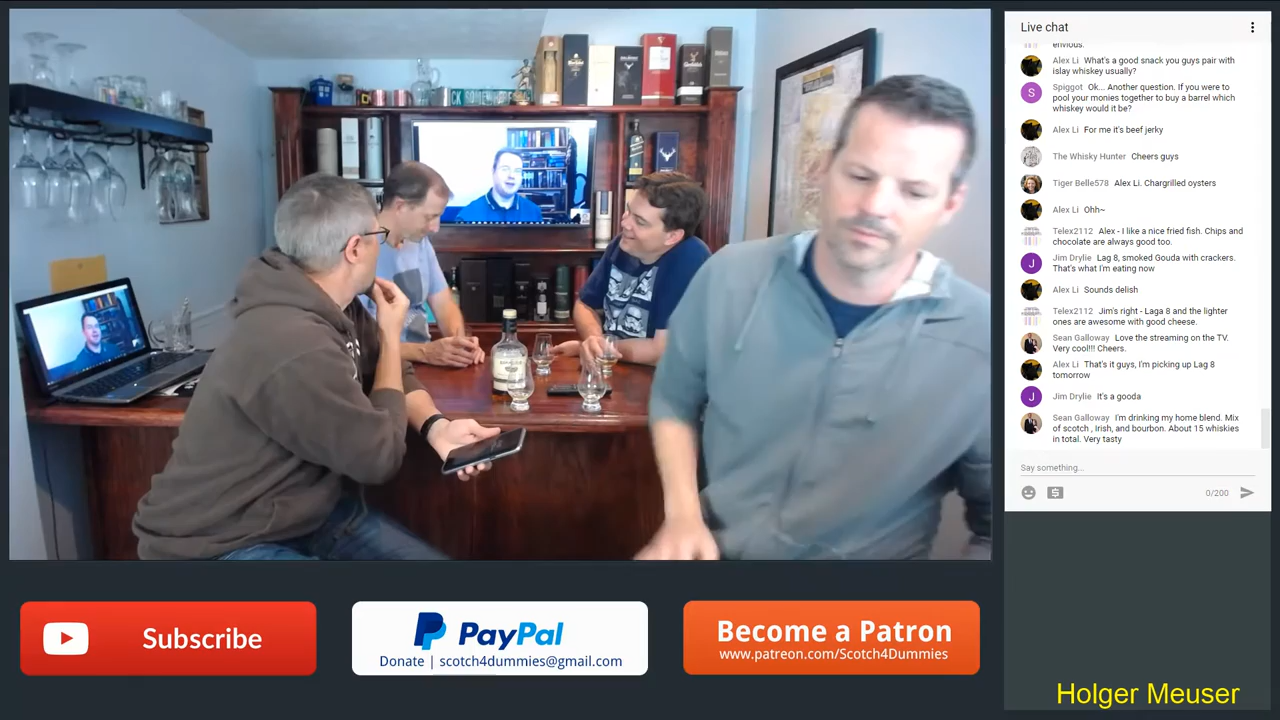 Live chat
envious.
Alex Li What's a good snack you guys pair with
islay whiskey usually?
Spiggot Ok... Another question. If you were to
pool your monies together to buy a barrel which
whiskey would it be?
Alex Li For me it's beef jerky
The Whisky Hunter Cheers guys
Tiger Belle578 Alex Li. Chargrilled oysters
Alex Li Ohh~
Telex2112 Alex - I like a nice fried fish. Chips and
chocolate are always good too.
Jim Drylie Lag 8, smoked Gouda with crackers.
That's what I'm eating now
Alex Li Sounds delish
Telex2112 Jim's right - Laga 8 and the lighter
ones are awesome with good cheese.
Sean Galloway Love the streaming on the TV.
Very cool!!! Cheers.
Alex Li That's it guys, I'm picking up Lag 8
tomorrow
Jim Drylie It's a gooda
Sean Galloway I'm drinking my home blend. Mix
of scotch , Irish, and bourbon. About 15 whiskies
in total. Very tasty
Say something...
0/200
Subscribe
PayPal
Donate | scotch4dummies@gmail.com
Become a Patron
www.patreon.com/Scotch4Dummies
Holger Meuser